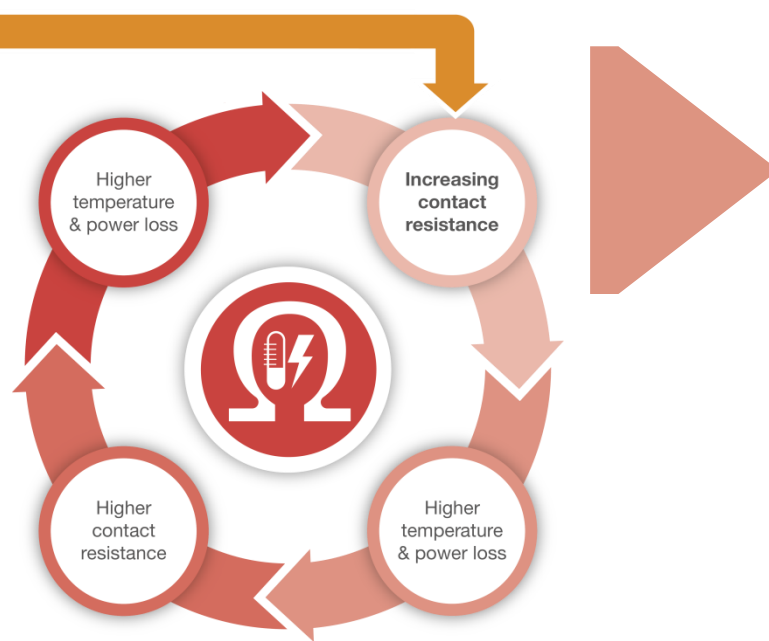 Higher
temperature
& power loss
Increasing
contact
resistance
Higher
temperature
& power loss
Higher
contact
resistance
Ω